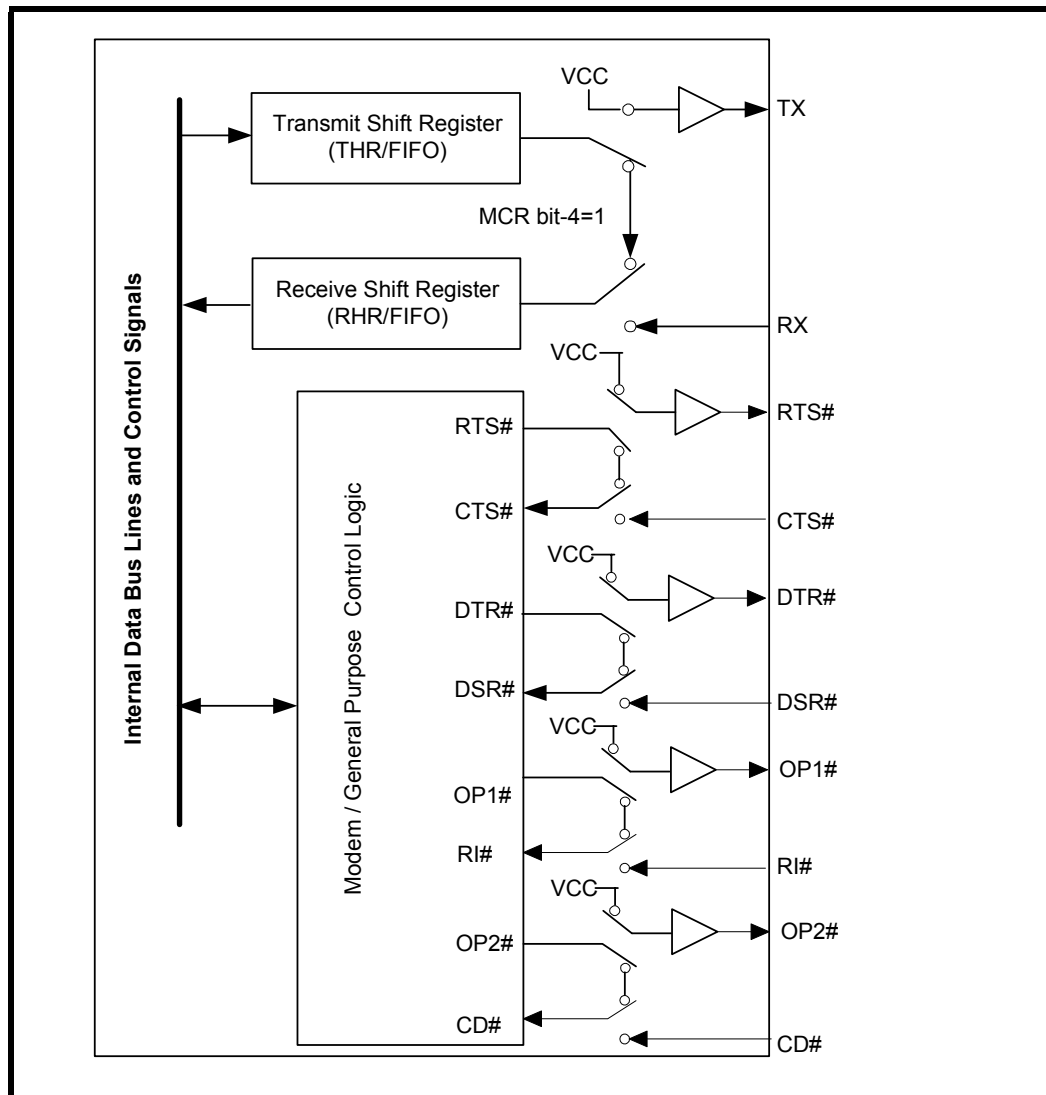 VCC
TX
Transmit Shift Register
(THR/FIFO)
MCR bit-4=1
Receive Shift Register
(RHR/FIFO)
RX
VCC
RTS#
RTS#
CTS#
CTS#
VCC
DTR#
DTR#
DSR#
DSR#
VCC
OP1#
OP1#
RI#
RI#
VCC
OP2#
OP2#
CD#
CD#
Internal Data Bus Lines and Control Signals
Modem / General Purpose Control Logic